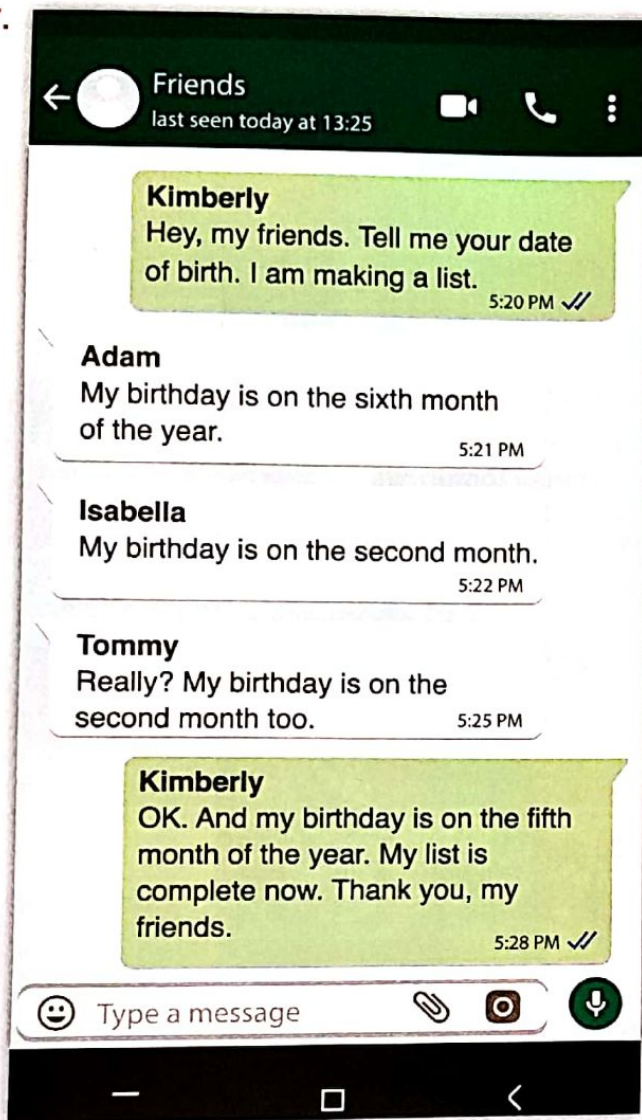 Friends
last seen today at 13:25
Kimberly
Hey, my friends. Tell me your date
of birth. I am making a list.
5:20 PM
Adam
My birthday is on the sixth month
of the year.
5:21 PM
Isabella
My birthday is on the second month.
5:22 PM
Tommy
Really? My birthday is on the
second month too.
5:25 PM
Kimberly
OK. And my birthday is on the fifth
month of the year. My list is
complete now. Thank you, my
friends.
5:28 PM
Type a message